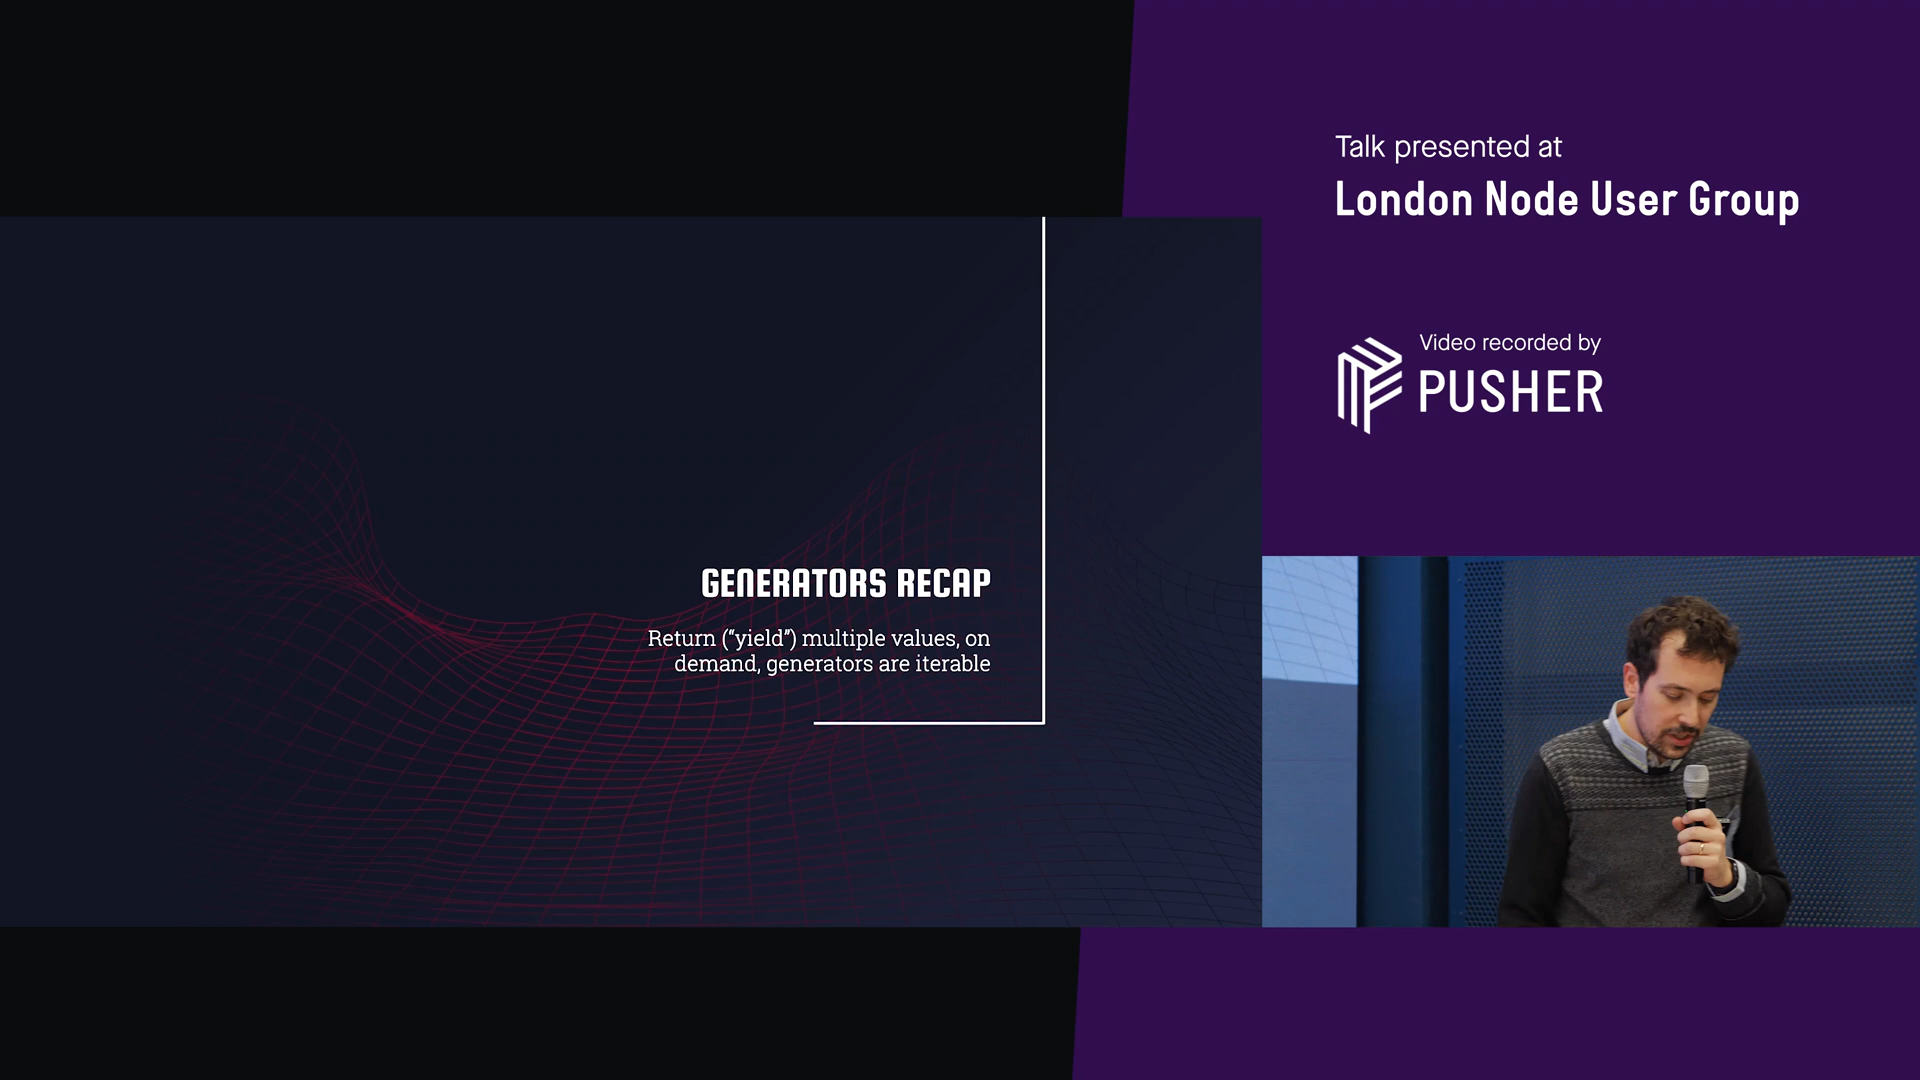 GENERATORS RECAP
Return (“yield”) multiple values, on
demand, generators are iterable
Talk presented at
London Node User Group
Video recorded by
PUSHER